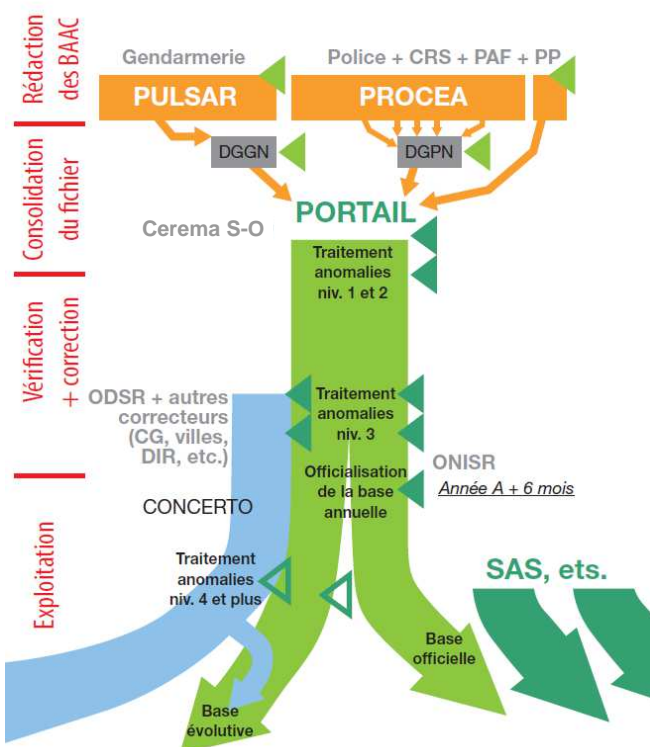 Rédaction
des BAAC
Gendarmerie
Police + CRS + PAF + PP
PULSAR
PROCEA
Consolidation
du fichier
DGGN
DGPN
PORTAIL
Cerema S-O
Traitement
anomalies
niv. 1 et 2
Vérification
+ correction
ODSR + autres
correcteurs
(CG, villes,
DIR, etc.)
Traitement
anomalies
niv. 3
Officialisation
de la base
annuelle
ONISR
Année A + 6 mois
Exploitation
CONCERTO
Traitement
anomalies
niv. 4 et plus
SAS, ets.
Base
officielle
Base
évolutive